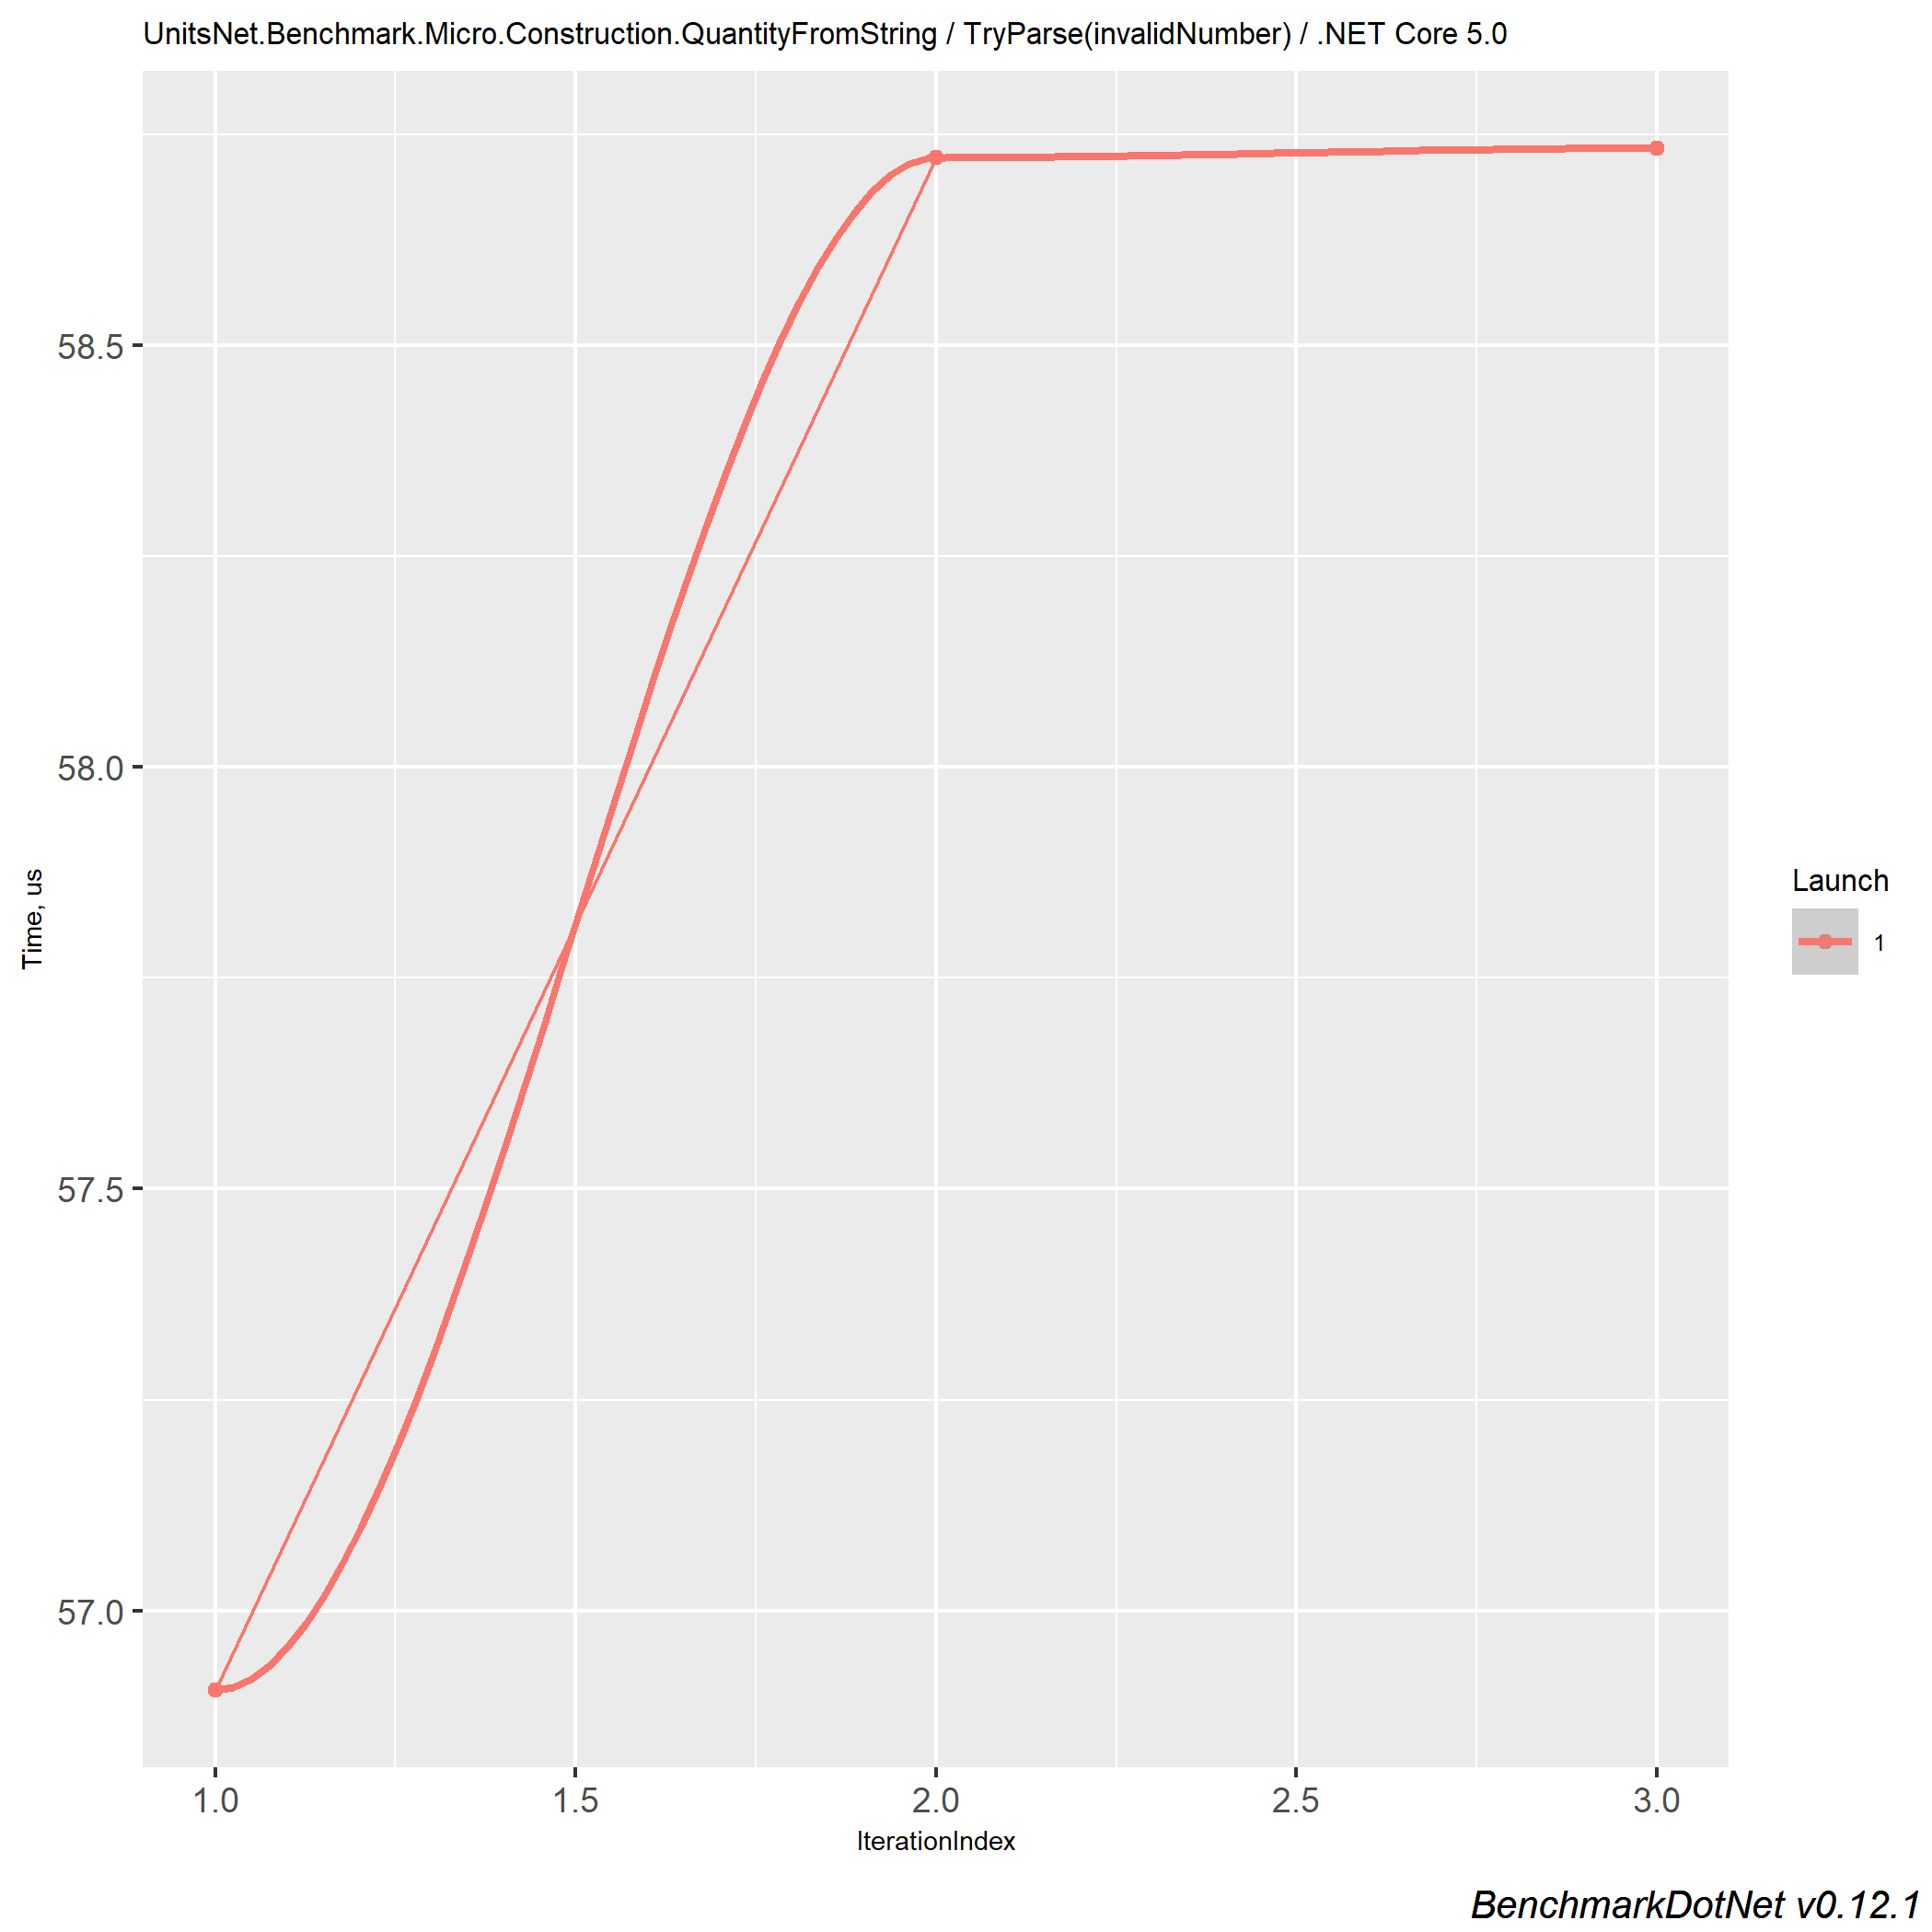 UnitsNet.Benchmark.Micro.Construction.QuantityFromString / TryParse(invalidNumber) / .NET Core 5.0
58.5
58.0
57.5
57.0
Time, us
1.0 1.5 2.0 2.5 3.0
IterationIndex
Launch
1
BenchmarkDotNet v0.12.1